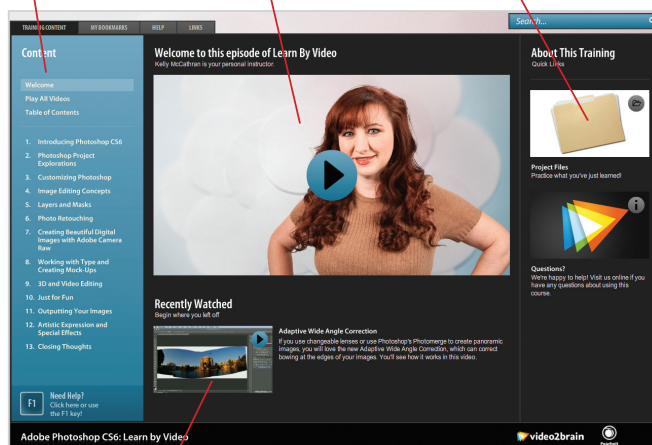 TRAINING CONTENT
MY BOOKMARKS
HELP
LINKS
Search...
Content
Welcome
Play All Videos
Table of Contents
1. Introducing Photoshop CS6
2. Photoshop Project
Explorations
3. Customizing Photoshop
4. Image Editing Concepts
5. Layers and Masks
6. Photo Retouching
7. Creating Beautiful Digital
Images with Adobe Camera
Raw
8. Working with Type and
Creating Mock-Ups
9. 3D and Video Editing
10. Just for Fun
11. Outputting Your Images
12. Artistic Expression and
Special Effects
13. Closing Thoughts
F1
Need Help?
Click here or use
the F1 key!
Welcome to this episode of Learn By Video
Kelly McCathran is your personal instructor.
Recently Watched
Begin where you left off
Adaptive Wide Angle Correction
If you use changeable lenses or use Photoshop's Photomerge to create panoramic
images, you will love the new Adaptive Wide Angle Correction, which can correct
bowing at the edges of your images. You'll see how it works in this video.
About This Training
Quick Links
Project Files
Practice what you've just learned!
Questions?
We're happy to help! Visit us online if you
have any questions about using this
course.
Adobe Photoshop CS6: Learn by Video
video2brain
Peachpit